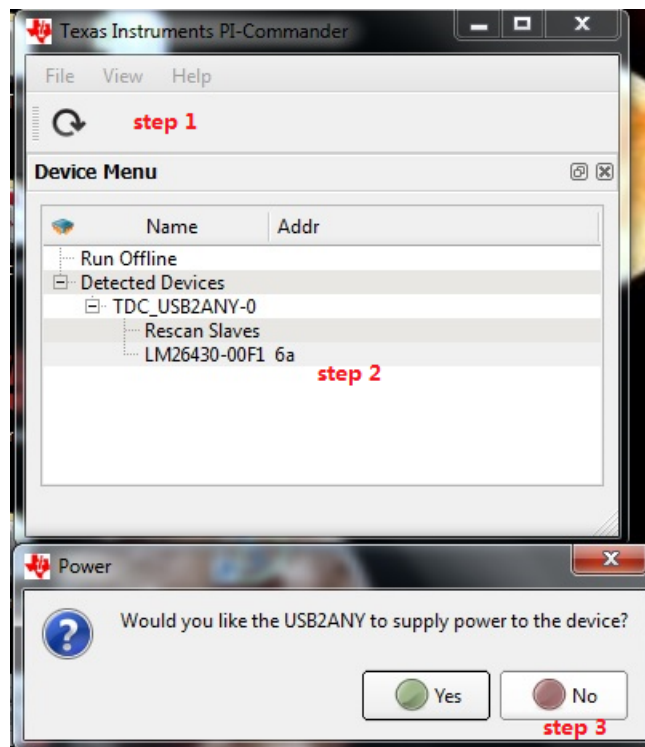 Texas Instruments PI-Commander
File View Help
step 1
Device Menu
Name Addr
Run Offline
Detected Devices
TDC_USB2ANY-0
Rescan Slaves
LM26430-00F1 6a
step 2
Power
Would you like the USB2ANY to supply power to the device?
Yes No
step 3